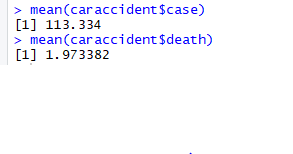 > mean(caraccident$case)
[1] 113.334
> mean(caraccident$death)
[1] 1.973382